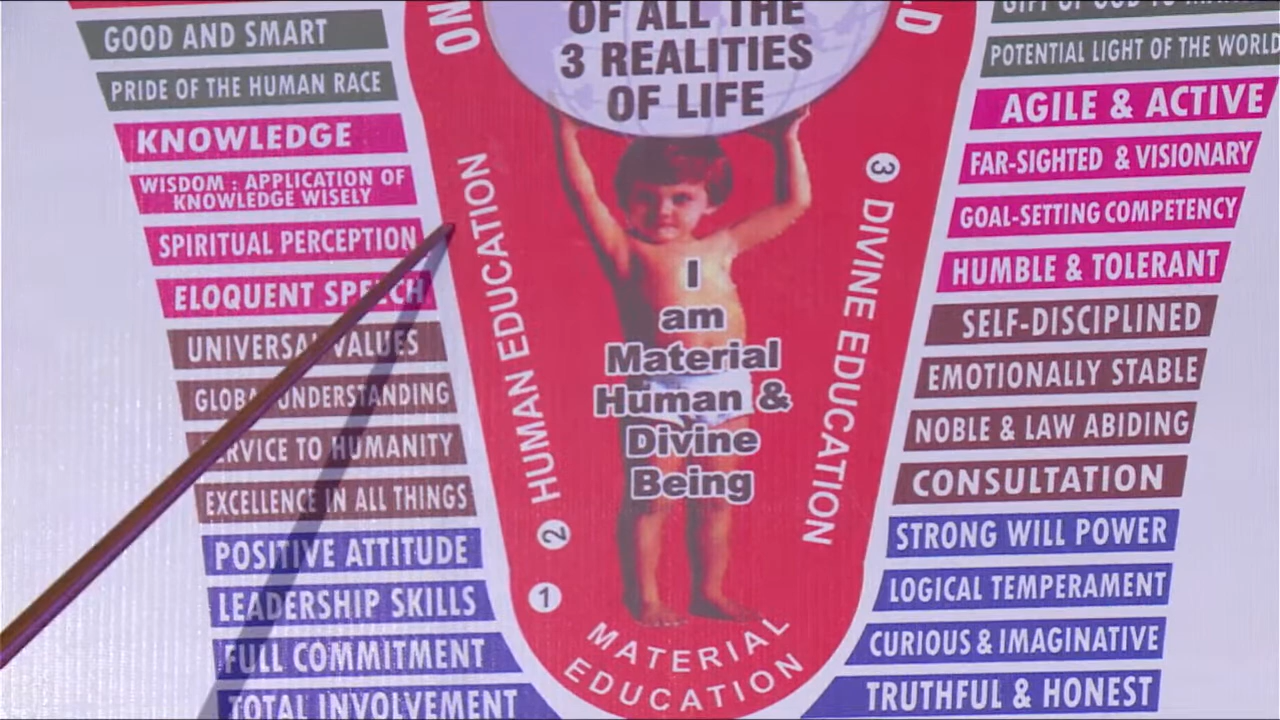 GOOD AND SMART
PRIDE OF THE HUMAN RACE
KNOWLEDGE
WISDOM : APPLICATION OF
KNOWLEDGE WISELY
SPIRITUAL PERCEPTION
ELOQUENT SPEECH
UNIVERSAL VALUES
GLOBAL UNDERSTANDING
SERVICE TO HUMANITY
EXCELLENCE IN ALL THINGS
POSITIVE ATTITUDE
LEADERSHIP SKILLS
FULL COMMITMENT
TOTAL INVOLVEMENT
OF ALL THE
3 REALITIES
OF LIFE
I
am
Material
Human &
Divine
Being
1 MATERIAL
EDUCATION
2 HUMAN EDUCATION
3 DIVINE EDUCATION
POTENTIAL LIGHT OF THE WORLD
AGILE & ACTIVE
FAR-SIGHTED & VISIONARY
GOAL-SETTING COMPETENCY
HUMBLE & TOLERANT
SELF-DISCIPLINED
EMOTIONALLY STABLE
NOBLE & LAW ABIDING
CONSULTATION
STRONG WILL POWER
LOGICAL TEMPERAMENT
CURIOUS & IMAGINATIVE
TRUTHFUL & HONEST